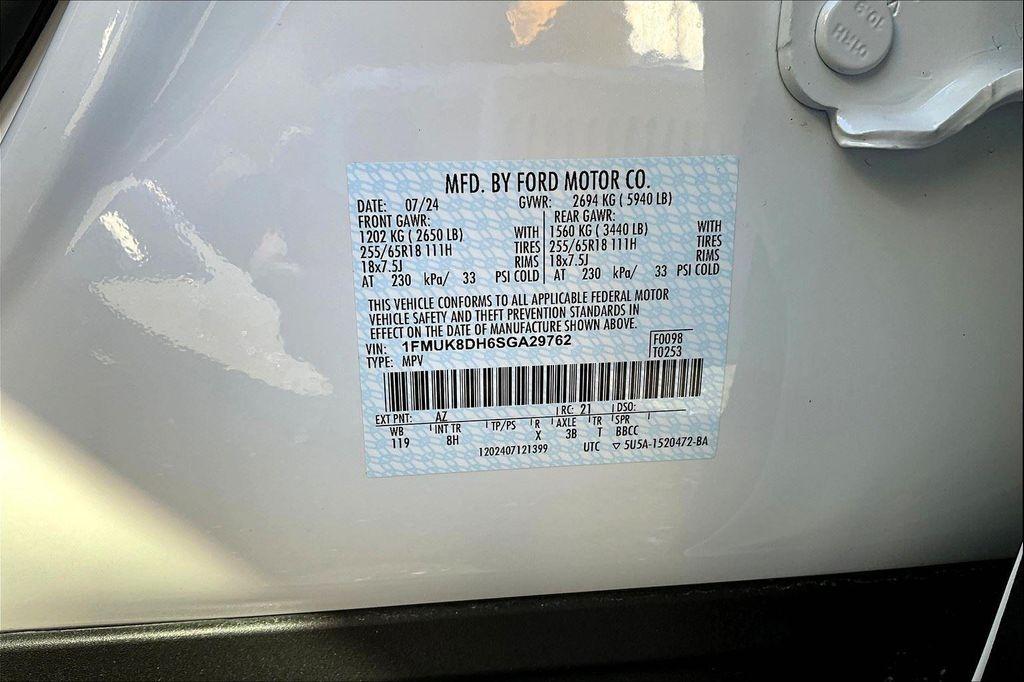 MFD. BY FORD MOTOR CO.
DATE: 07/24 GVWR: 2694 KG ( 5940 LB)
FRONT GAWR: REAR GAWR:
1202 KG ( 2650 LB) WITH 1560 KG ( 3440 LB) WITH
255/65R18 111H TIRES 255/65R18 111H TIRES
18x7.5J RIMS 18x7.5J RIMS
AT 230 kPa/ 33 PSI COLD AT 230 kPa/ 33 PSI COLD
THIS VEHICLE CONFORMS TO ALL APPLICABLE FEDERAL MOTOR
VEHICLE SAFETY AND THEFT PREVENTION STANDARDS IN
EFFECT ON THE DATE OF MANUFACTURE SHOWN ABOVE.
VIN: 1FMUK8DH6SGA29762 F0098
TYPE: MPV T0253
EXT PNT: AZ RC: 21 DSO:
WB INT TR TP/PS R AXLE TR SPR
119 8H X 3B T BBCC
1202407121399 UTC ▽ 5U5A-1520472-BA